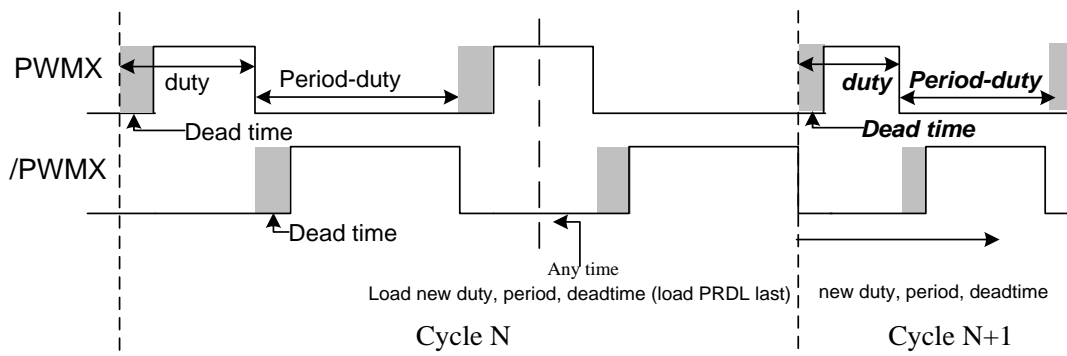 PWMX
duty
Period-duty
duty
Period-duty
Dead time
Dead time
/PWMX
Dead time
Any time
Load new duty, period, deadtime (load PRDL last)
new duty, period, deadtime
Cycle N
Cycle N+1